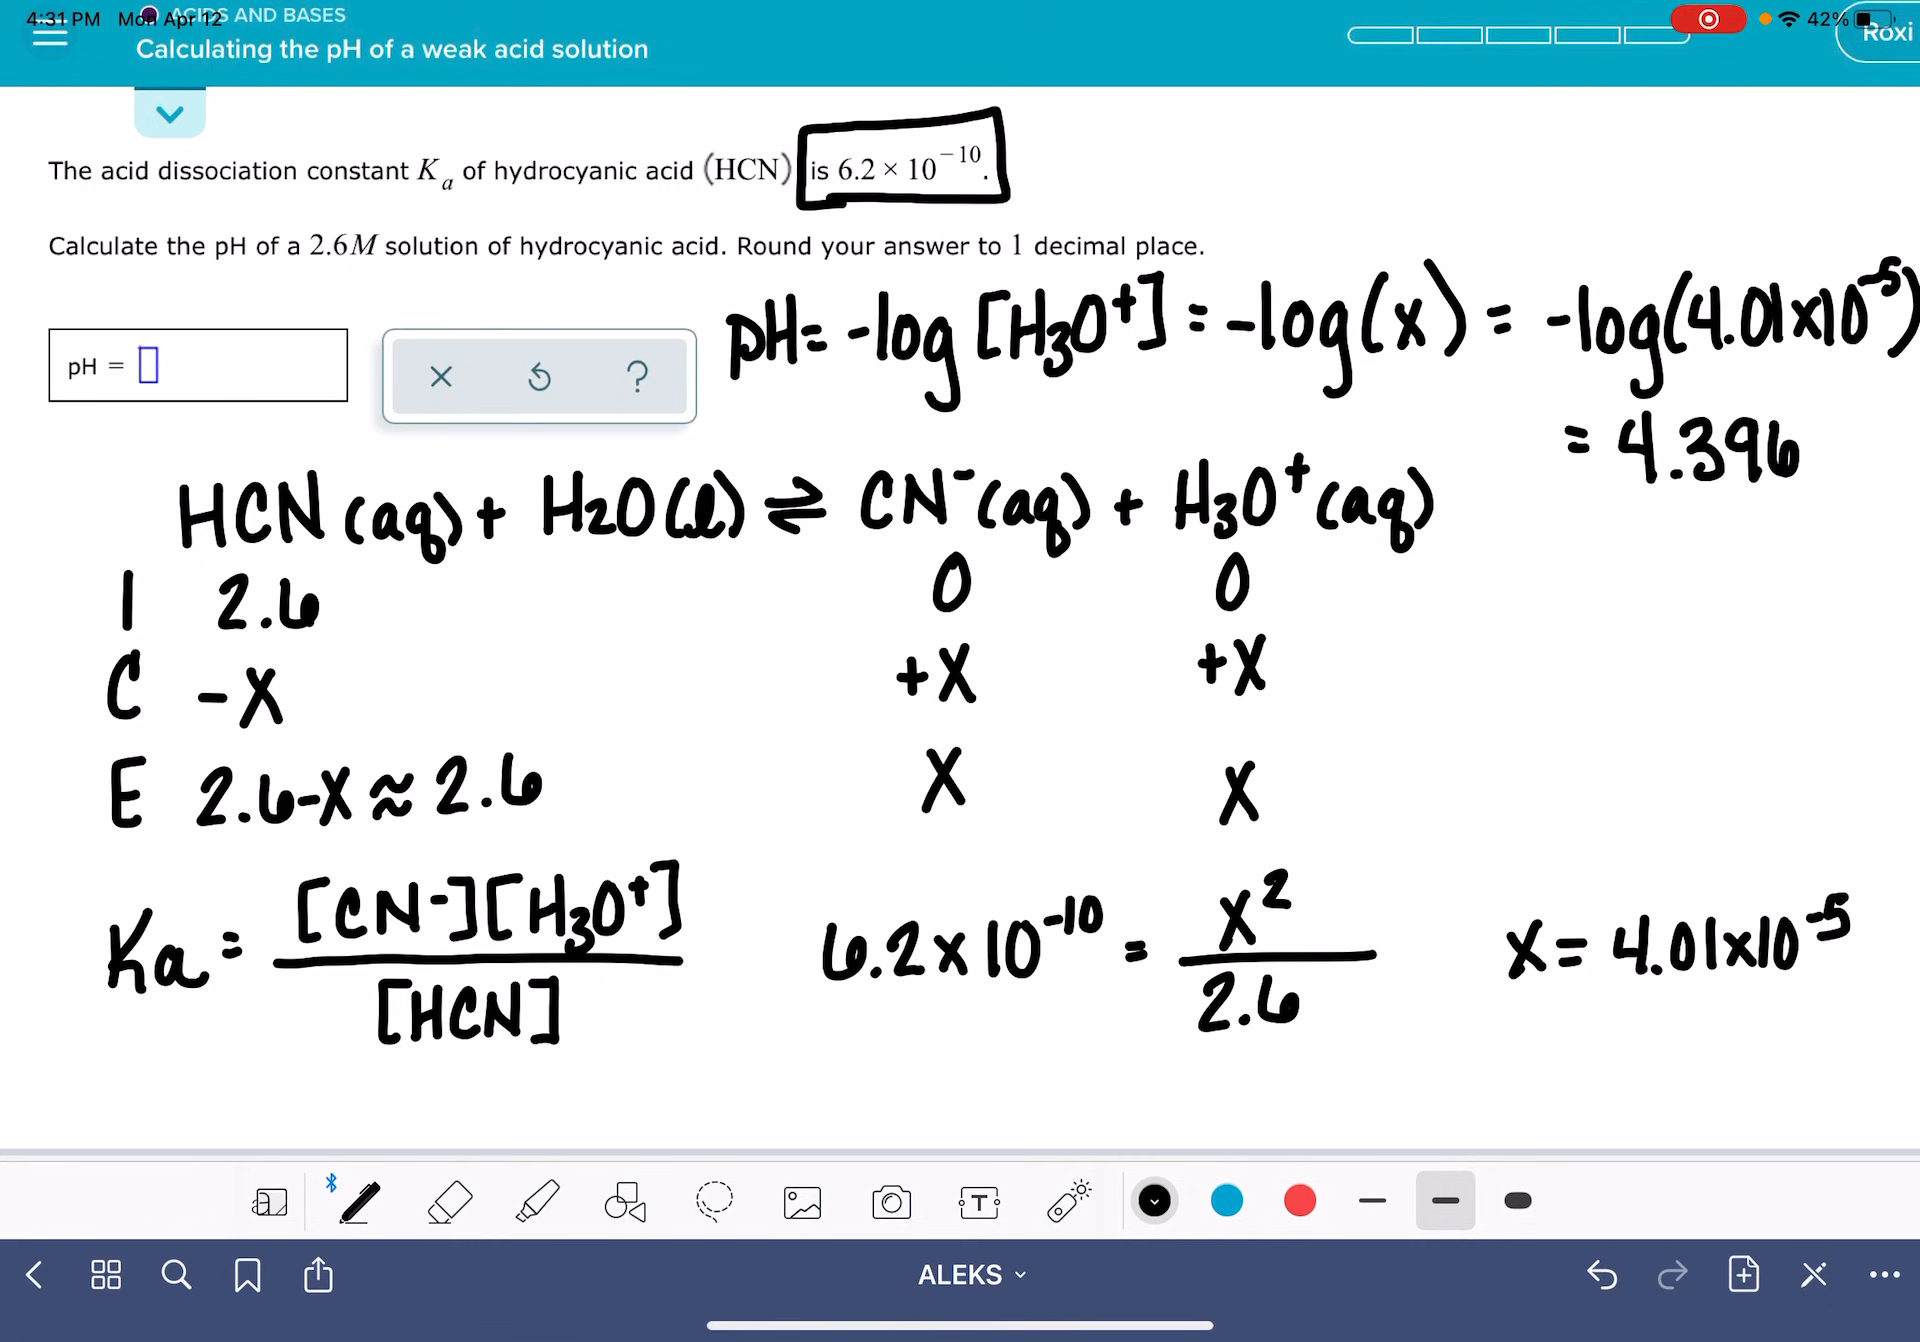 4:31 PM Mon Apr 12
ACIDS AND BASES
42%
Calculating the pH of a weak acid solution
Roxi
The acid dissociation constant Ka of hydrocyanic acid (HCN) is 6.2 × 10⁻¹⁰.
Calculate the pH of a 2.6M solution of hydrocyanic acid. Round your answer to 1 decimal place.
pH = -log [H3O⁺] = -log(x) = -log(4.01x10⁻⁵)
pH =
?
= 4.396
HCN (aq) + H2O (l) ⇌ CN⁻ (aq) + H3O⁺ (aq)
I 2.6 0 0
C -X +X +X
E 2.6-X ≈ 2.6 X X
Ka = [CN⁻][H3O⁺]
[HCN]
6.2 x 10⁻¹⁰ = X²
2.6
X = 4.01x10⁻⁵
a
T
ALEKS